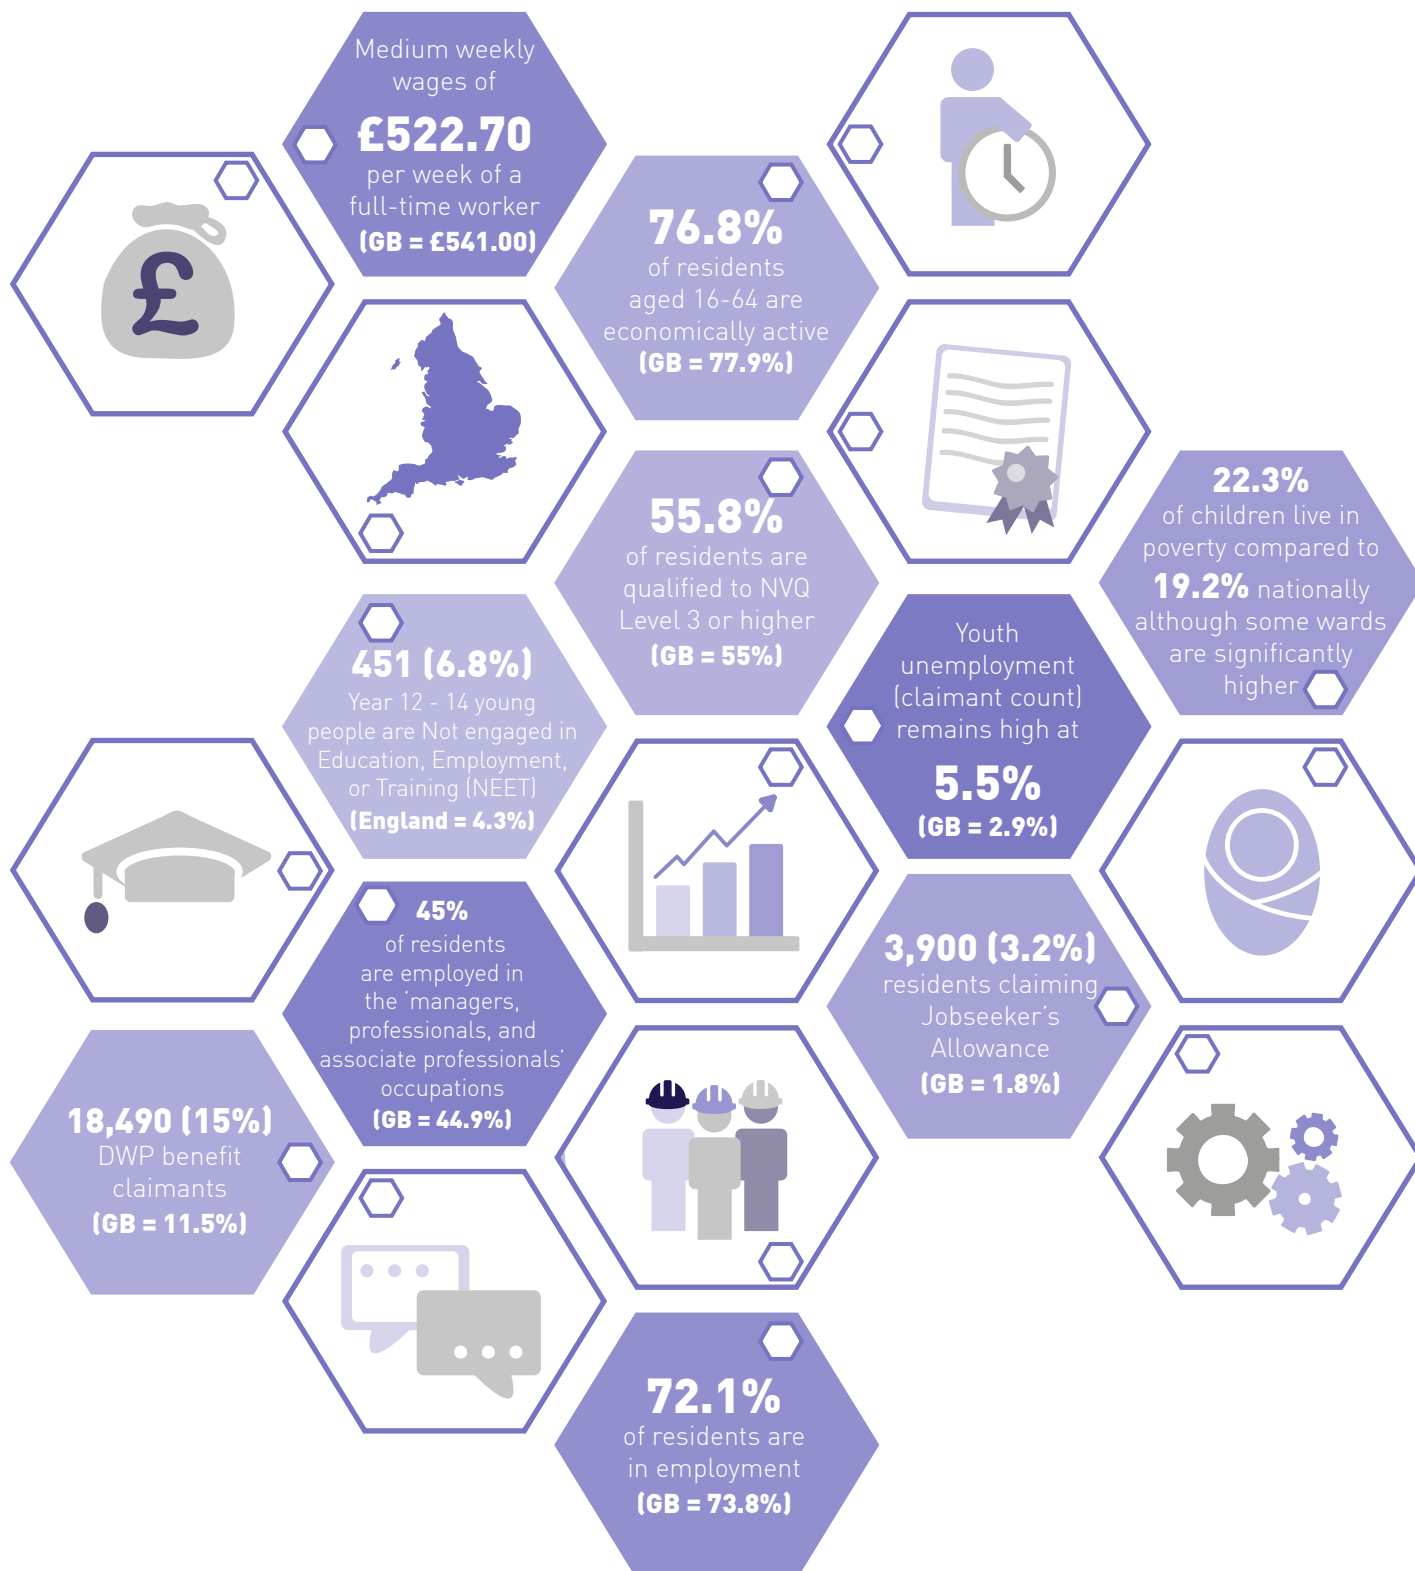 Medium weekly
wages of
£522.70
per week of a
full-time worker
(GB = £541.00)
76.8%
of residents
aged 16-64 are
economically active
(GB = 77.9%)
£
55.8%
of residents are
qualified to NVQ
Level 3 or higher
(GB = 55%)
22.3%
of children live in
poverty compared to
19.2% nationally
although some wards
are significantly
higher
451 (6.8%)
Year 12 - 14 young
people are Not engaged in
Education, Employment,
or Training (NEET)
(England = 4.3%)
Youth
unemployment
(claimant count)
remains high at
5.5%
(GB = 2.9%)
45%
of residents
are employed in
the 'managers,
professionals, and
associate professionals'
occupations
(GB = 44.9%)
3,900 (3.2%)
residents claiming
Jobseeker's
Allowance
(GB = 1.8%)
18,490 (15%)
DWP benefit
claimants
(GB = 11.5%)
72.1%
of residents are
in employment
(GB = 73.8%)